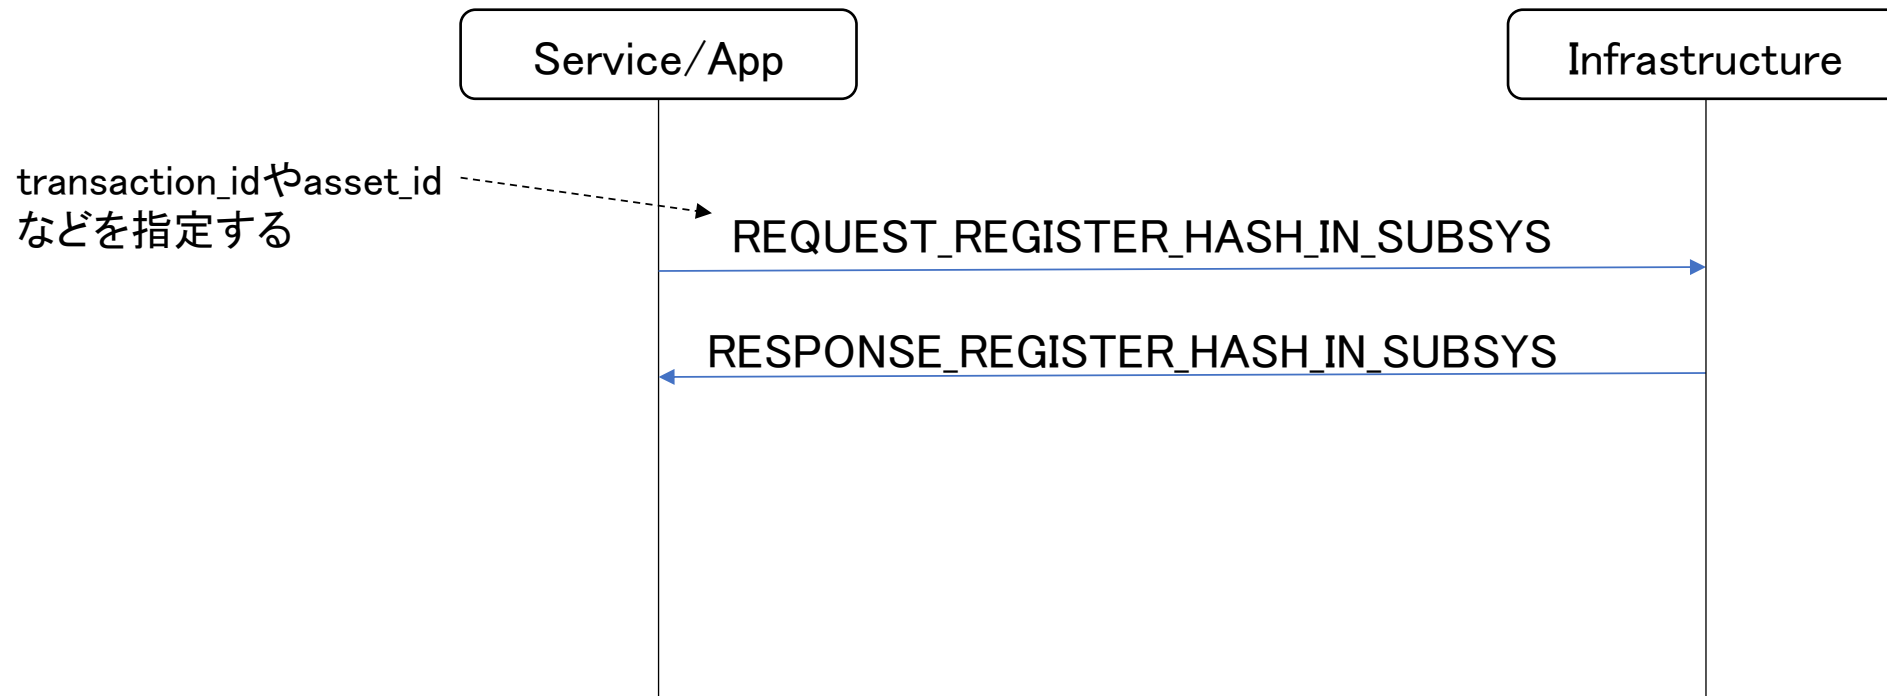 Service/App
Infrastructure
transaction_idやasset_id
などを指定する
REQUEST_REGISTER_HASH_IN_SUBSYS
RESPONSE_REGISTER_HASH_IN_SUBSYS